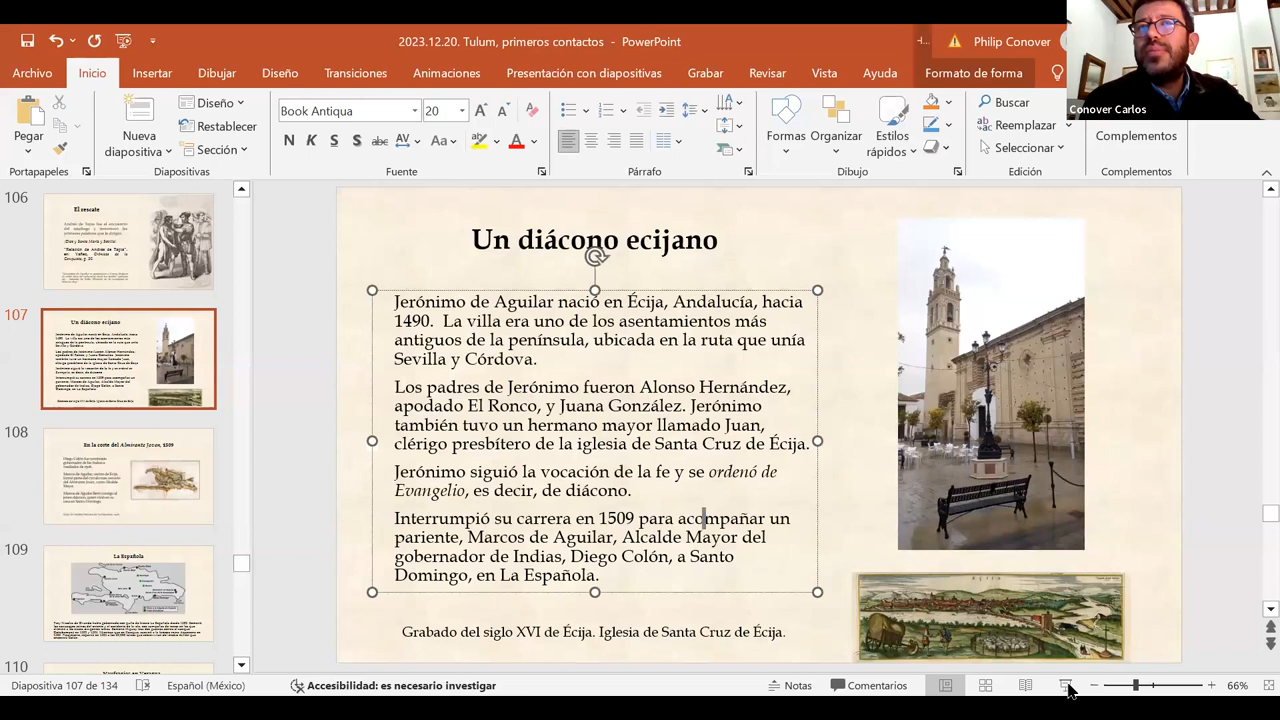 2023.12.20. Tulum, primeros contactos - PowerPoint
Philip Conover
Archivo Inicio Insertar Dibujar Diseño Transiciones Animaciones Presentación con diapositivas Grabar Revisar Vista Ayuda Formato de forma
Conover Carlos
Pegar
Nueva diapositiva
Diseño
Restablecer
Sección
Book Antiqua 20
N K S S abc AV Aa A
Formas Organizar Estilos rápidos
Buscar
Reemplazar
Seleccionar
Complementos
Portapapeles Diapositivas Fuente Párrafo Dibujo Edición Complementos
106
El rescate
107
Un diácono ecijano
108
En la corte del Almirante Joven, 1509
109
La Española
110
Un diácono ecijano
Jerónimo de Aguilar nació en Écija, Andalucía, hacia
1490. La villa era uno de los asentamientos más
antiguos de la península, ubicada en la ruta que unía
Sevilla y Córdova.
Los padres de Jerónimo fueron Alonso Hernández,
apodado El Ronco, y Juana González. Jerónimo
también tuvo un hermano mayor llamado Juan,
clérigo presbítero de la iglesia de Santa Cruz de Écija.
Jerónimo siguió la vocación de la fe y se ordenó de
Evangelio, es decir, de diácono.
Interrumpió su carrera en 1509 para acompañar un
pariente, Marcos de Aguilar, Alcalde Mayor del
gobernador de Indias, Diego Colón, a Santo
Domingo, en La Española.
Grabado del siglo XVI de Écija. Iglesia de Santa Cruz de Écija.
Diapositiva 107 de 134 Español (México) Accesibilidad: es necesario investigar Notas Comentarios 66%